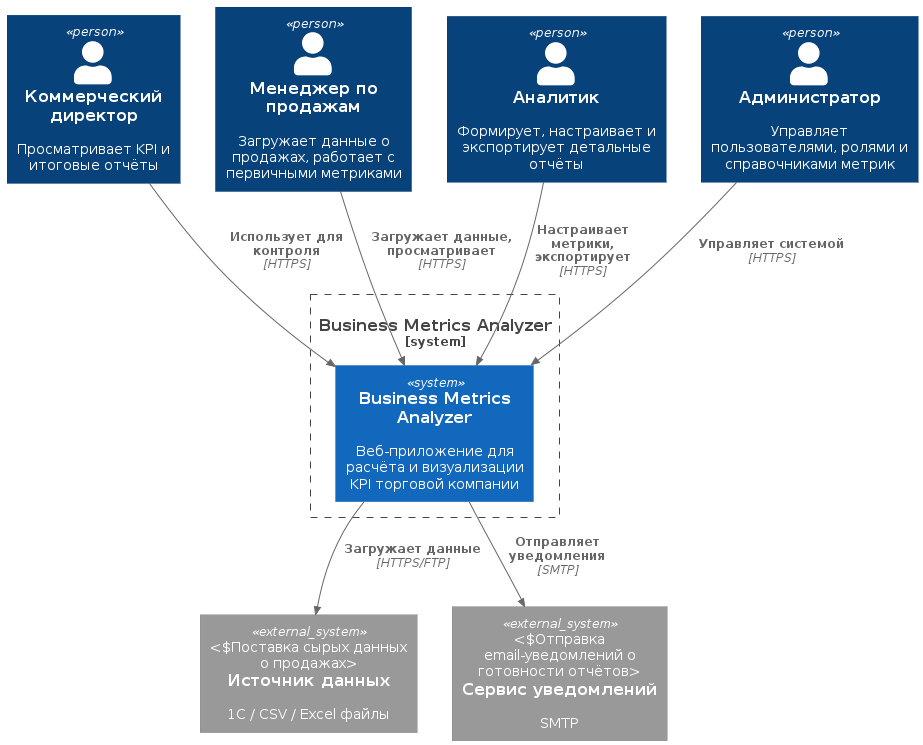 «person»
Коммерческий
директор
Просматривает KPI и
итоговые отчёты
«person»
Менеджер по
продажам
Загружает данные о
продажах, работает с
первичными метриками
«person»
Аналитик
Формирует, настраивает и
экспортирует детальные
отчёты
«person»
Администратор
Управляет
пользователями, ролями и
справочниками метрик
Использует для
контроля
[HTTPS]
Загружает данные,
просматривает
[HTTPS]
Настраивает
метрики,
экспортирует
[HTTPS]
Управляет системой
[HTTPS]
Business Metrics Analyzer
[system]
«system»
Business Metrics
Analyzer
Веб-приложение для
расчёта и визуализации
KPI торговой компании
Загружает данные
[HTTPS/FTP]
Отправляет
уведомления
[SMTP]
«external_system»
<$Поставка сырых данных
о продажах>
Источник данных
1С / CSV / Excel файлы
«external_system»
<$Отправка
email-уведомлений о
готовности отчётов>
Сервис уведомлений
SMTP